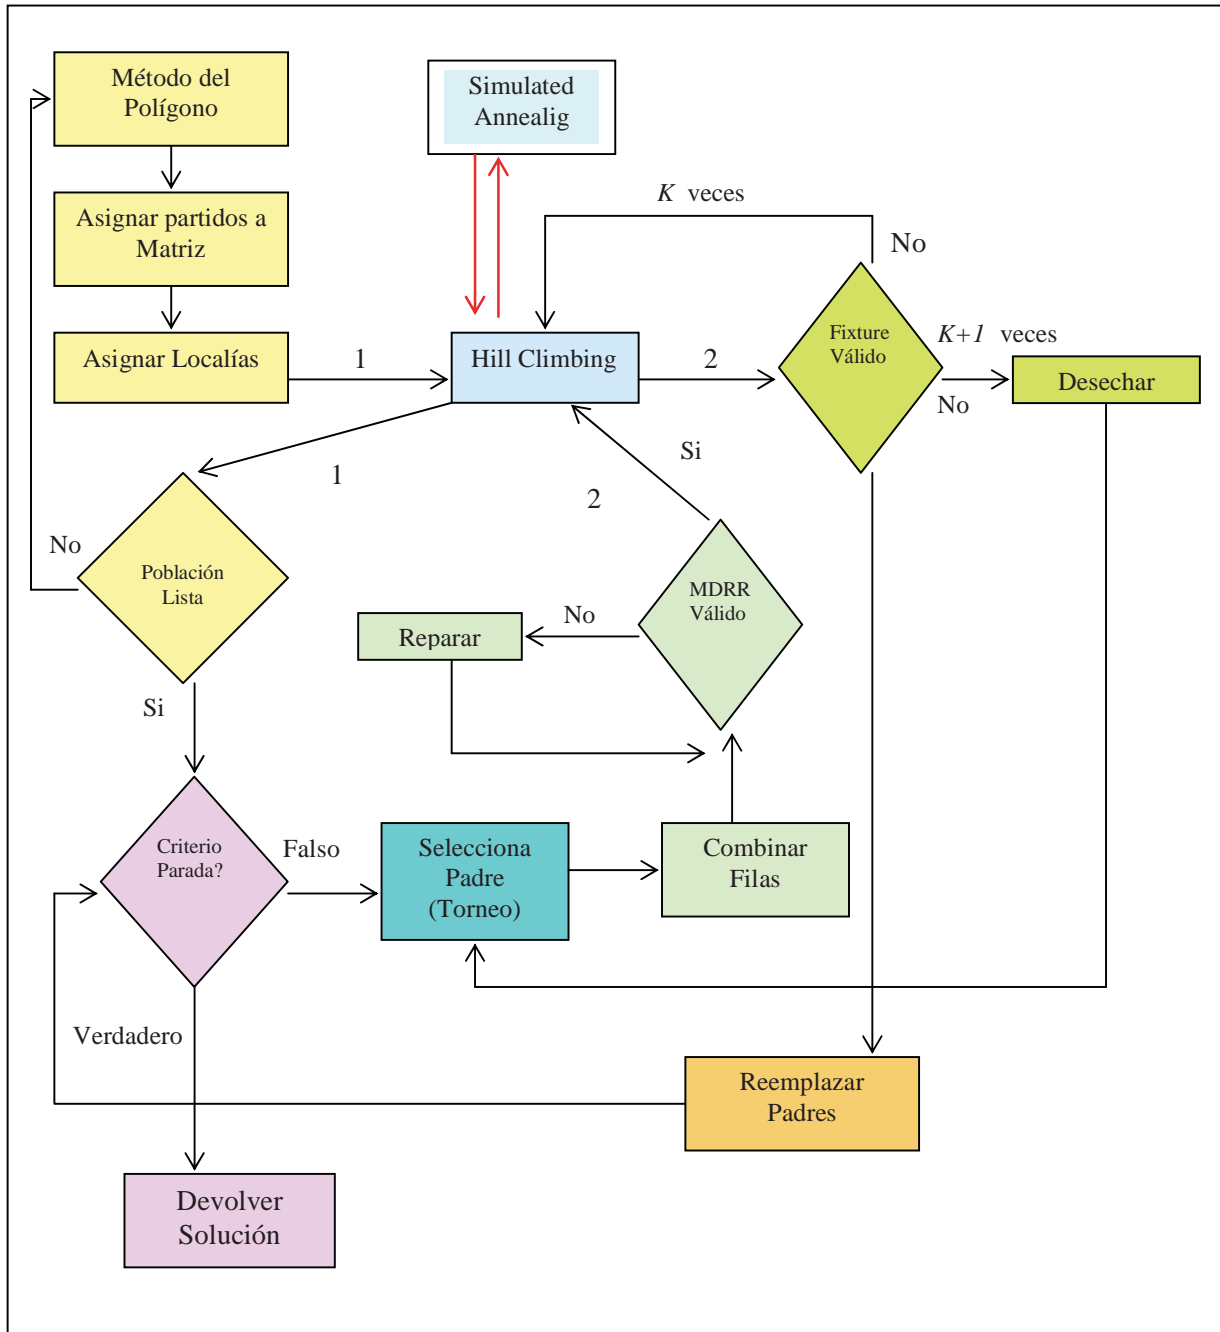 Método del
Polígono
Simulated
Annealig
K veces
No
Asignar partidos a
Matriz
Asignar Localías
1
Hill Climbing
2
Fixture
Válido
K+1 veces
No
Desechar
1
Si
2
No
Población
Lista
MDRR
Válido
No
Reparar
Si
Criterio
Parada?
Falso
Selecciona
Padre
(Torneo)
Combinar
Filas
Verdadero
Reemplazar
Padres
Devolver
Solución